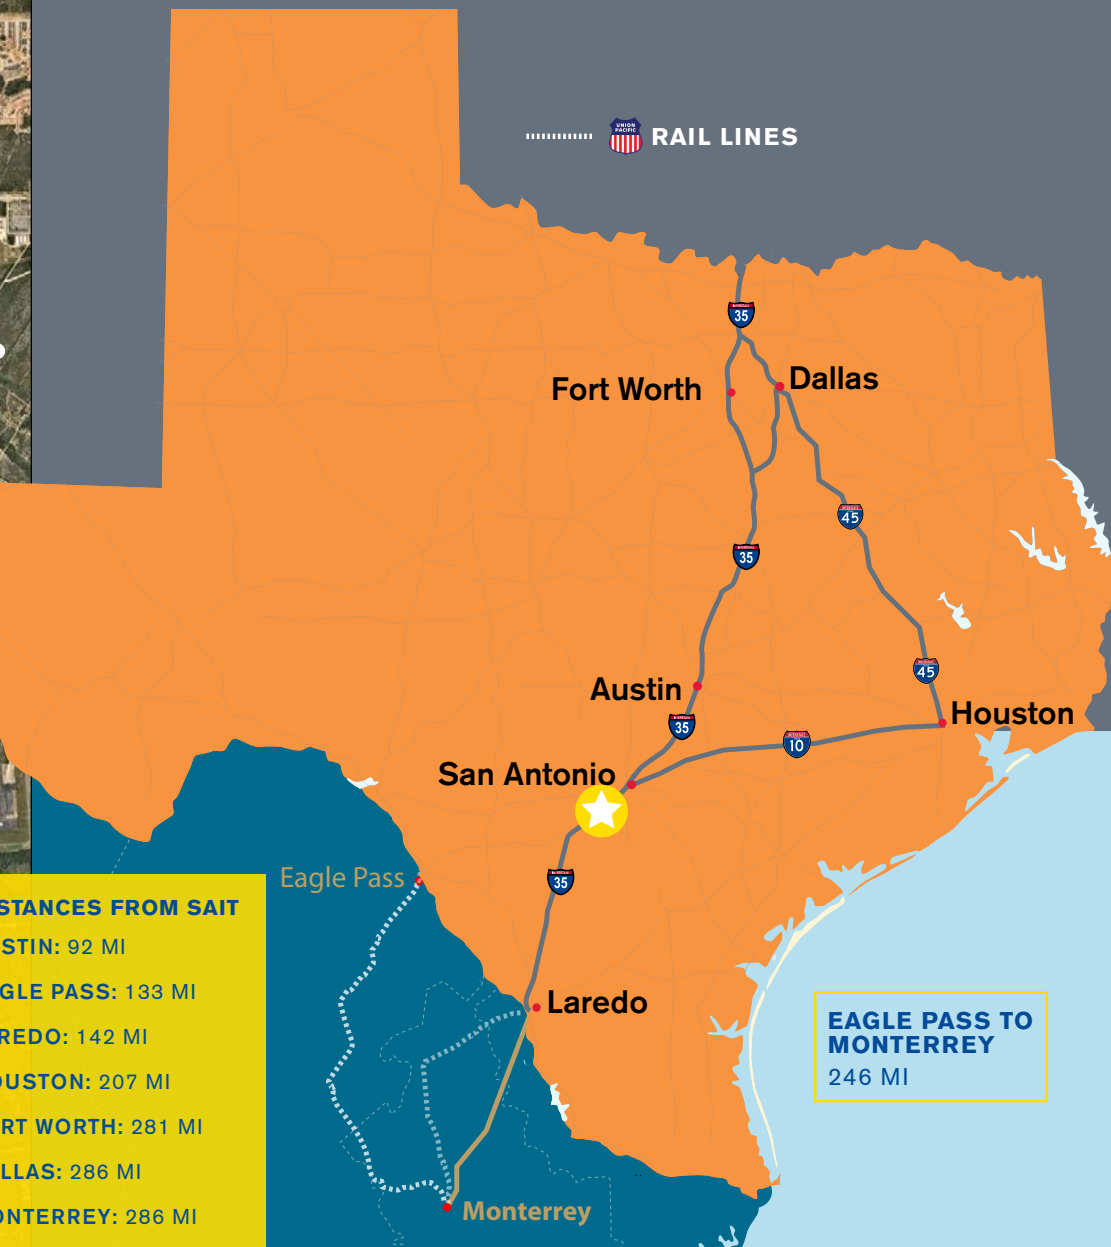 UNION
PACIFIC
RAIL LINES
35
Fort Worth
Dallas
45
35
45
Austin
35
Houston
10
San Antonio
35
Eagle Pass
Laredo
Monterrey
STANCES FROM SAIT
STIN: 92 MI
GLE PASS: 133 MI
REDO: 142 MI
OUSTON: 207 MI
RT WORTH: 281 MI
LLAS: 286 MI
ONTERREY: 286 MI
EAGLE PASS TO
MONTERREY
246 MI